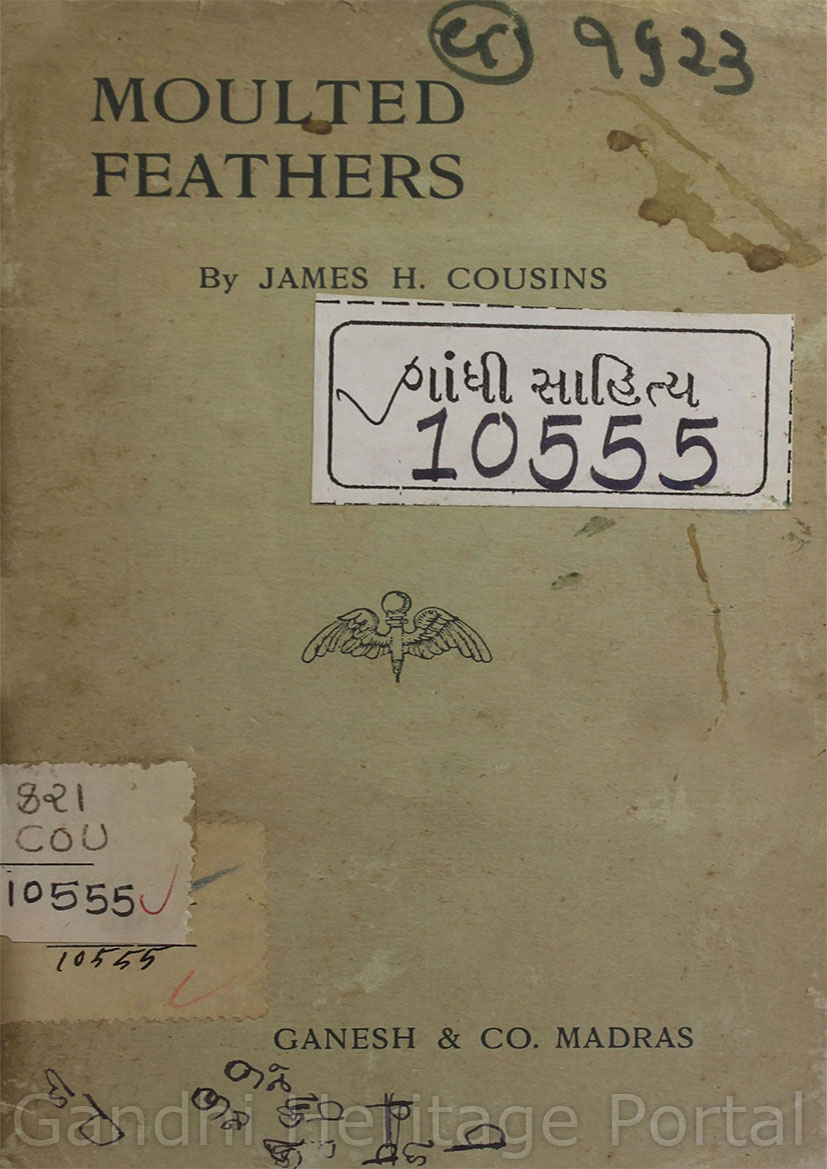 ૧૬૨૩
MOULTED
FEATHERS
By JAMES H. COUSINS
ગાંધી સાહિત્ય
10555
821
COU
10555
10555
GANESH & CO. MADRAS
Gandhi Heritage Portal